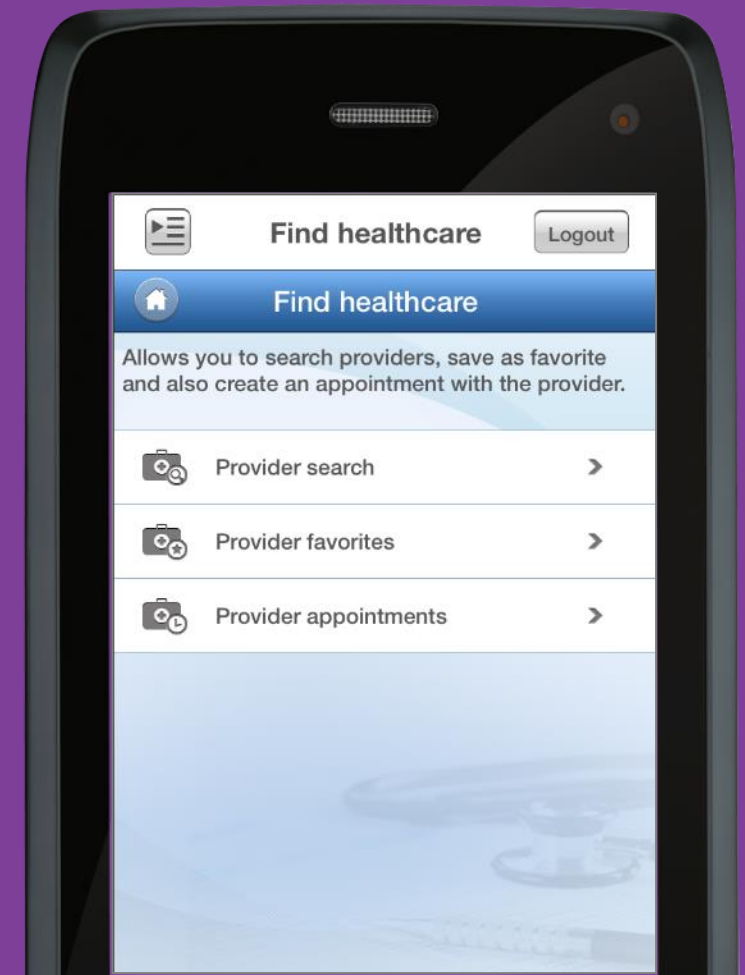 Find healthcare
Logout
Find healthcare
Allows you to search providers, save as favorite
and also create an appointment with the provider.
Provider search
Provider favorites
Provider appointments